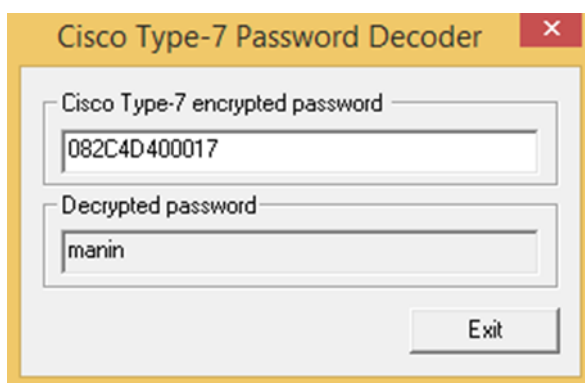 Cisco Type-7 Password Decoder
Cisco Type-7 encrypted password
082C4D400017
Decrypted password
manin
Exit